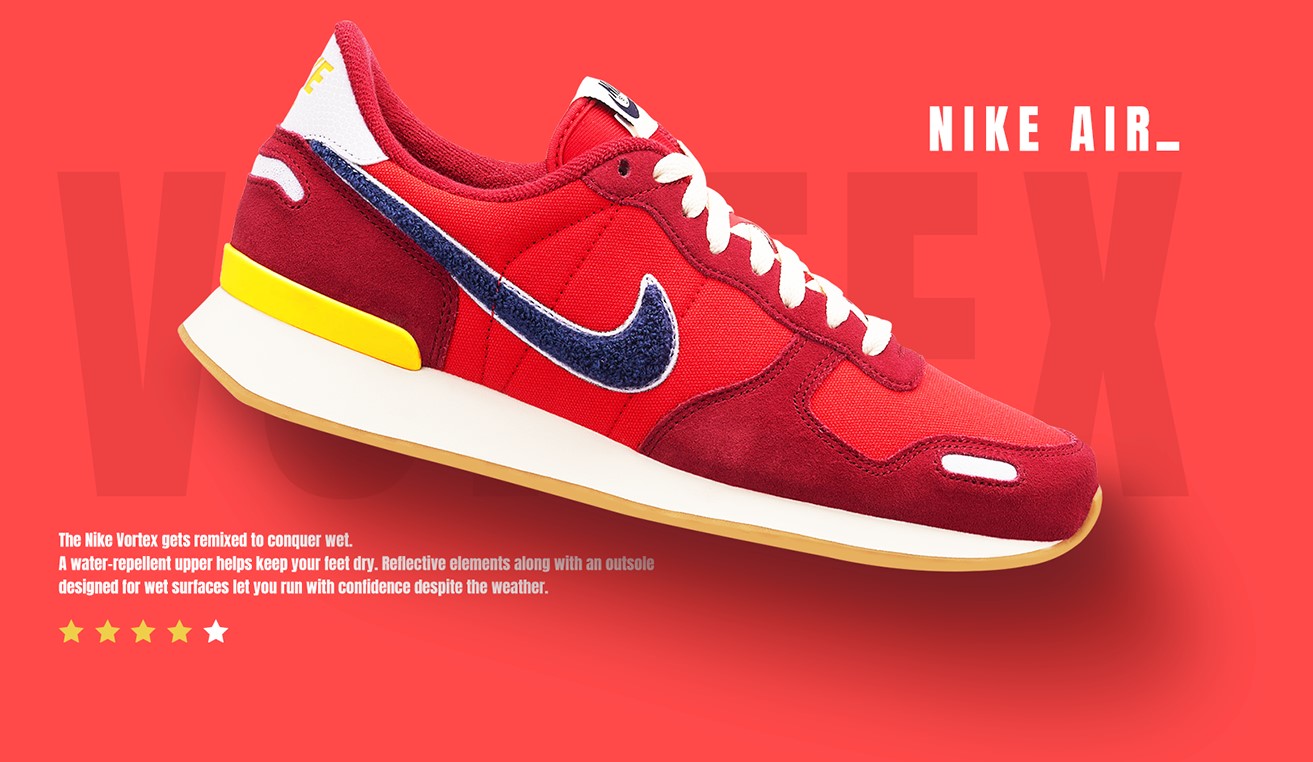 NIKE AIR_
VORTEX
The Nike Vortex gets remixed to conquer wet.
A water-repellent upper helps keep your feet dry. Reflective elements along with an outsole
designed for wet surfaces let you run with confidence despite the weather.